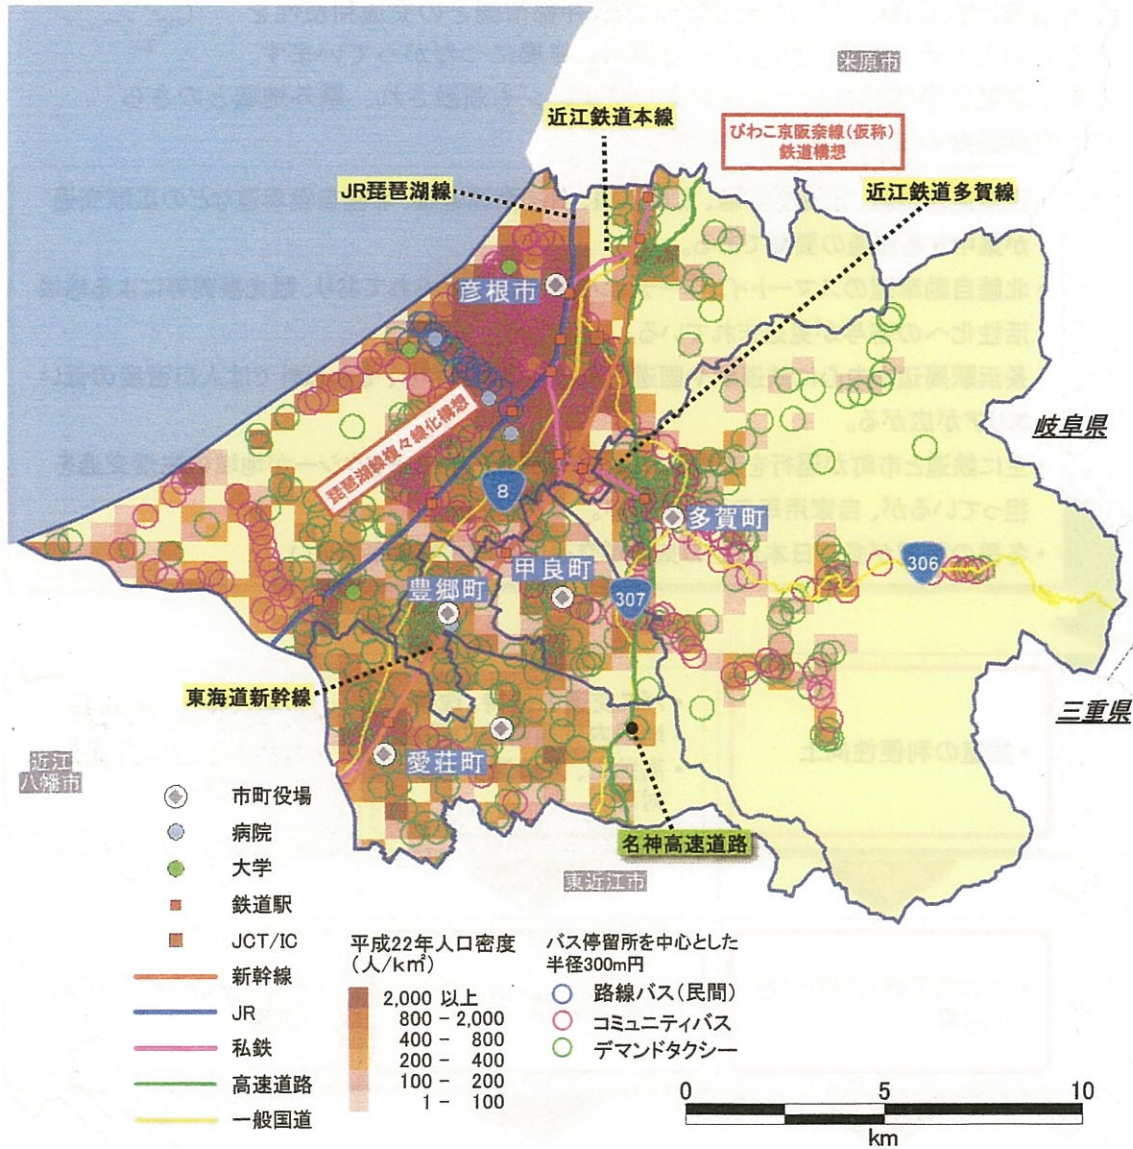 米原市
近江鉄道本線
びわこ京阪奈線(仮称)
鉄道構想
JR琵琶湖線
近江鉄道多賀線
彦根市
琵琶湖線複々線化構想
岐阜県
8
多賀町
306
甲良町
豊郷町
307
東海道新幹線
三重県
近江
八幡市
愛荘町
名神高速道路
東近江市
市町役場
病院
大学
鉄道駅
JCT/IC
新幹線
JR
私鉄
高速道路
一般国道
平成22年人口密度
(人/k㎡)
2,000 以上
800 - 2,000
400 - 800
200 - 400
100 - 200
1 - 100
バス停留所を中心とした
半径300m円
路線バス(民間)
コミュニティバス
デマンドタクシー
0 5 10
km